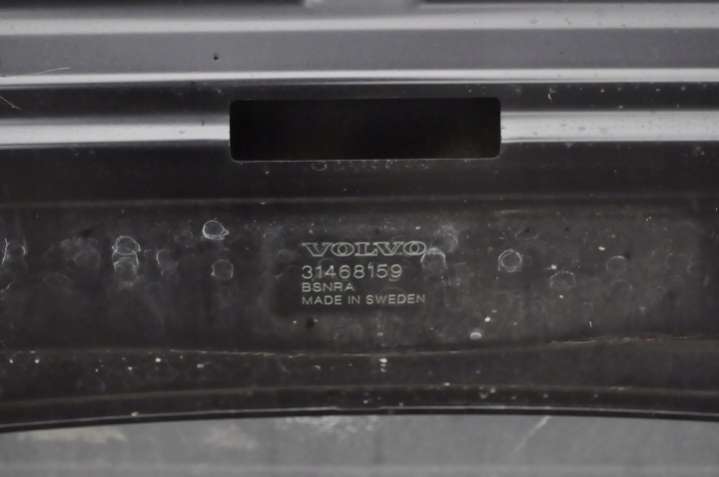 VOLVO
31468159
BSNRA
MADE IN SWEDEN